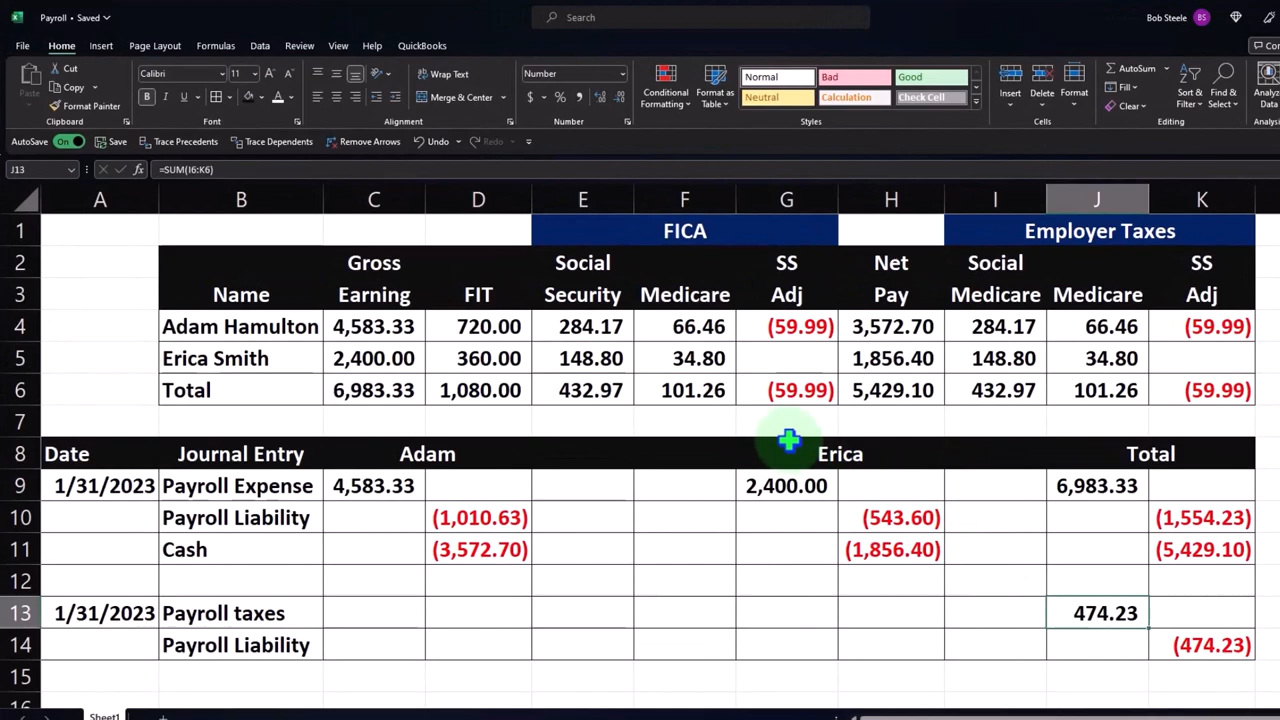 Payroll • Saved
Search
Bob Steele BS
File Home Insert Page Layout Formulas Data Review View Help QuickBooks
Cut
Copy
Format Painter
Paste
Clipboard
Calibri 11
B I U
Font
Wrap Text
Merge & Center
Alignment
Number
$ %
Number
Conditional Formatting
Format as Table
Normal Bad Good
Neutral Calculation Check Cell
Styles
Insert Delete Format
Cells
AutoSum
Fill
Clear
Sort & Filter
Find & Select
Editing
AutoSave On Save Trace Precedents Trace Dependents Remove Arrows Undo Redo
J13 fx =SUM(I6:K6)
A B C D E F G H I J K
1 FICA Employer Taxes
2 Gross Social SS Net Social SS
3 Name Earning FIT Security Medicare Adj Pay Medicare Medicare Adj
4 Adam Hamulton 4,583.33 720.00 284.17 66.46 (59.99) 3,572.70 284.17 66.46 (59.99)
5 Erica Smith 2,400.00 360.00 148.80 34.80 1,856.40 148.80 34.80
6 Total 6,983.33 1,080.00 432.97 101.26 (59.99) 5,429.10 432.97 101.26 (59.99)
7
8 Date Journal Entry Adam Erica Total
9 1/31/2023 Payroll Expense 4,583.33 2,400.00 6,983.33
10 Payroll Liability (1,010.63) (543.60) (1,554.23)
11 Cash (3,572.70) (1,856.40) (5,429.10)
12
13 1/31/2023 Payroll taxes 474.23
14 Payroll Liability (474.23)
15
Sheet1